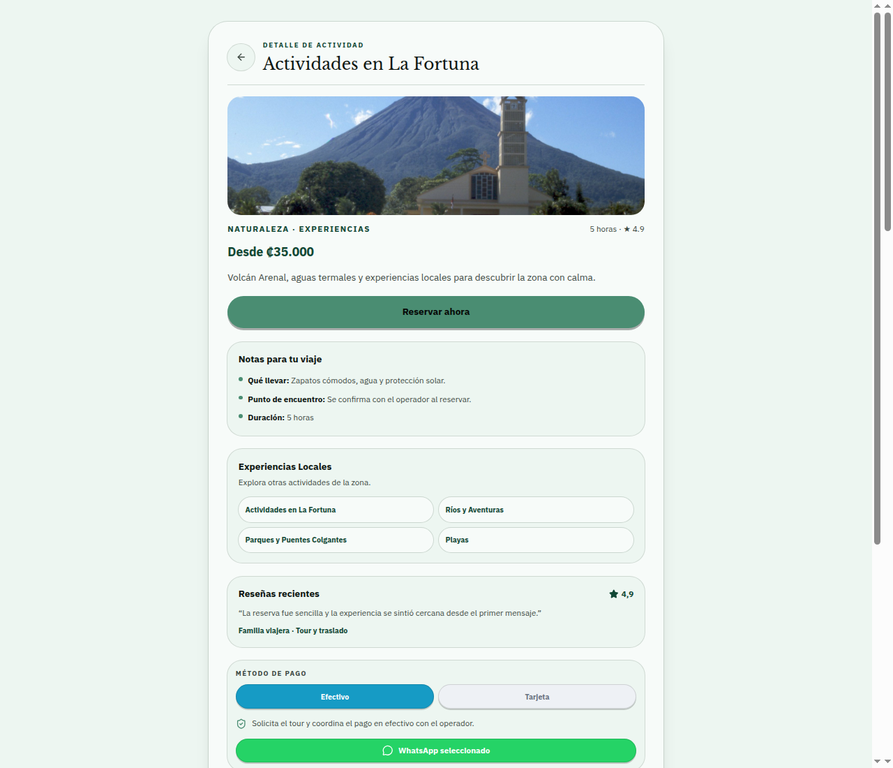 DETALLE DE ACTIVIDAD
Actividades en La Fortuna
NATURALEZA · EXPERIENCIAS
5 horas · ★ 4.9
Desde ₡35.000
Volcán Arenal, aguas termales y experiencias locales para descubrir la zona con calma.
Reservar ahora
Notas para tu viaje
Qué llevar: Zapatos cómodos, agua y protección solar.
Punto de encuentro: Se confirma con el operador al reservar.
Duración: 5 horas
Experiencias Locales
Explora otras actividades de la zona.
Actividades en La Fortuna
Ríos y Aventuras
Parques y Puentes Colgantes
Playas
Reseñas recientes
★ 4,9
“La reserva fue sencilla y la experiencia se sintió cercana desde el primer mensaje.”
Familia viajera · Tour y traslado
MÉTODO DE PAGO
Efectivo
Tarjeta
Solicita el tour y coordina el pago en efectivo con el operador.
WhatsApp seleccionado